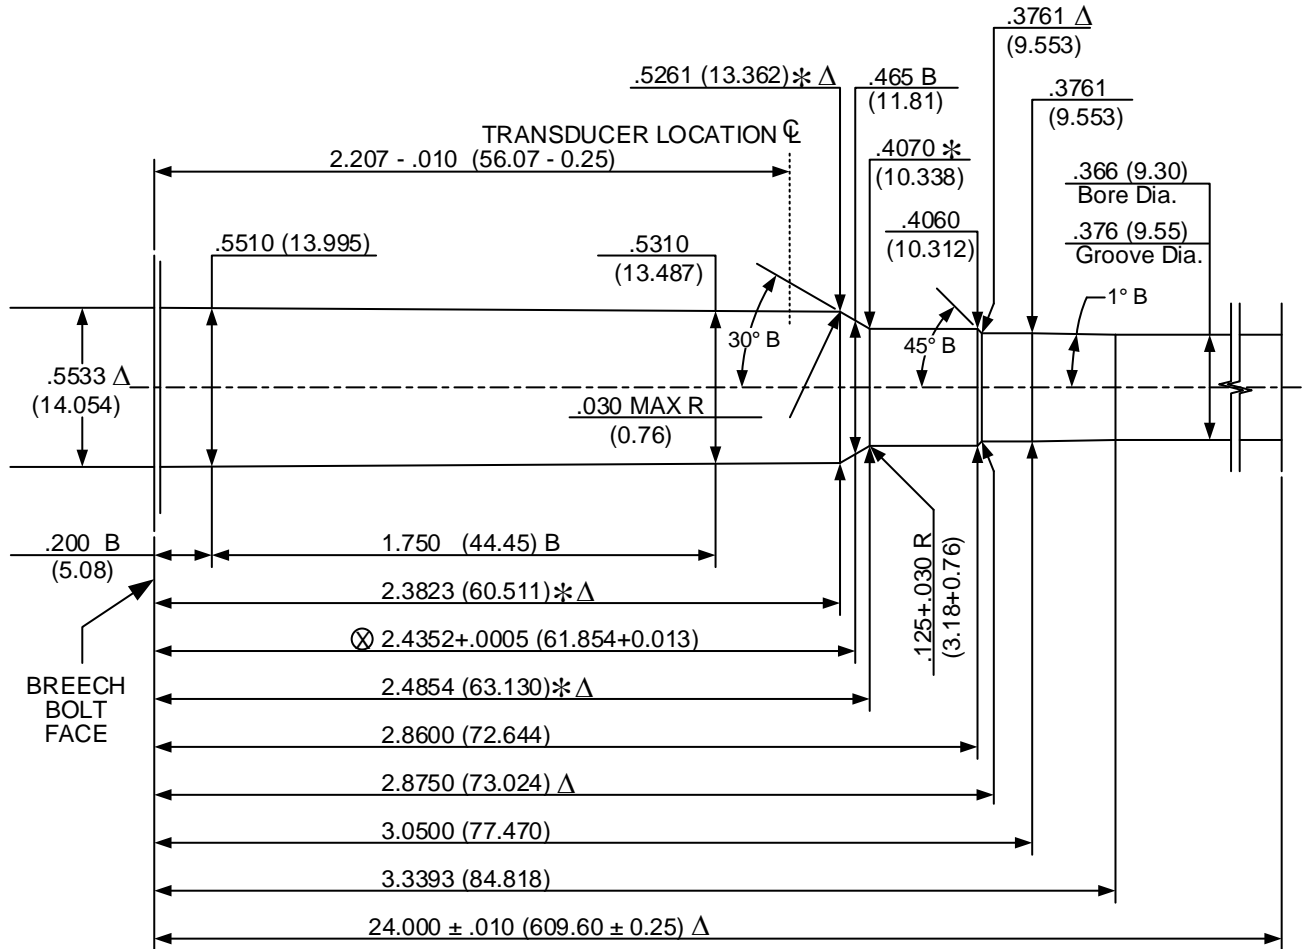 .3761 Δ
(9.553)
.5261 (13.362)✻ Δ
.465 B
(11.81)
.3761
(9.553)
TRANSDUCER LOCATION ℄
2.207 - .010 (56.07 - 0.25)
.4070 ✻
(10.338)
.366 (9.30)
Bore Dia.
.376 (9.55)
Groove Dia.
.5510 (13.995)
.5310
(13.487)
.4060
(10.312)
1° B
30° B
45° B
.5533 Δ
(14.054)
.030 MAX R
(0.76)
.200 B
(5.08)
1.750 (44.45) B
.125+.030 R
(3.18+0.76)
2.3823 (60.511)✻ Δ
⊗ 2.4352+.0005 (61.854+0.013)
BREECH
BOLT
FACE
2.4854 (63.130)✻ Δ
2.8600 (72.644)
2.8750 (73.024) Δ
3.0500 (77.470)
3.3393 (84.818)
24.000 ± .010 (609.60 ± 0.25) Δ